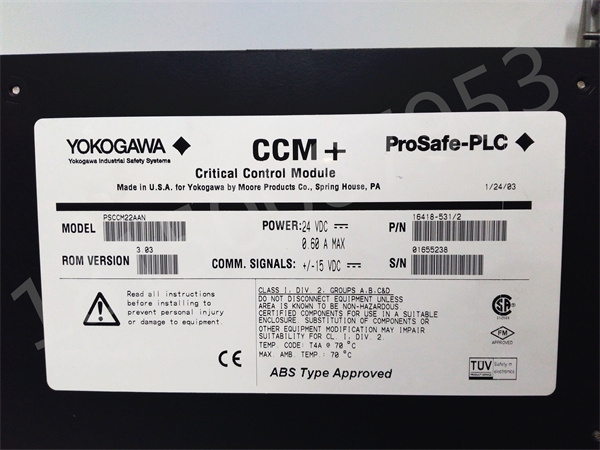 YOKOGAWA
Yokogawa Industrial Safety Systems
CCM+
Critical Control Module
ProSafe-PLC
Made in U.S.A. for Yokogawa by Moore Products Co., Spring House, PA
1/24/03
MODEL
PSCCM22AAN
POWER: 24 VDC
0.60 A MAX
P/N
16418-531/2
ROM VERSION
3.03
COMM. SIGNALS: +/-15 VDC
S/N
01655238
Read all instructions
before installing to
prevent personal injury
or damage to equipment.
CLASS I, DIV. 2, GROUPS A,B,C&D
DO NOT DISCONNECT EQUIPMENT UNLESS
AREA IS KNOWN TO BE NON-HAZARDOUS.
CERTIFIED COMPONENTS FOR USE IN A SUITABLE
ENCLOSURE. SUBSTITUTION OF COMPONENTS OR
OTHER EQUIPMENT MODIFICATION MAY IMPAIR
SUITABILITY FOR CL. I, DIV. 2.
TEMP. CODE: T4A @ 70 °C
MAX. AMB. TEMP.: 70 °C
ABS Type Approved
CE
FM
APPROVED
TÜV